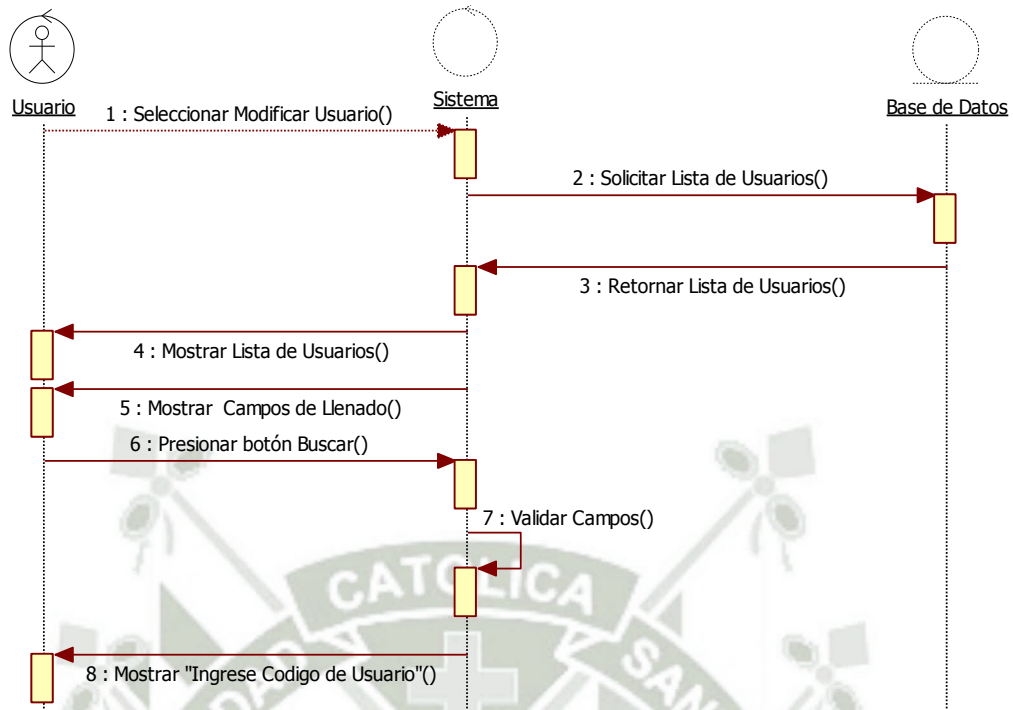 Usuario
Sistema
Base de Datos
1 : Seleccionar Modificar Usuario()
2 : Solicitar Lista de Usuarios()
3 : Retornar Lista de Usuarios()
4 : Mostrar Lista de Usuarios()
5 : Mostrar  Campos de Llenado()
6 : Presionar botón Buscar()
7 : Validar Campos()
CATOLICA
DAD
SAN
8 : Mostrar "Ingrese Codigo de Usuario"()